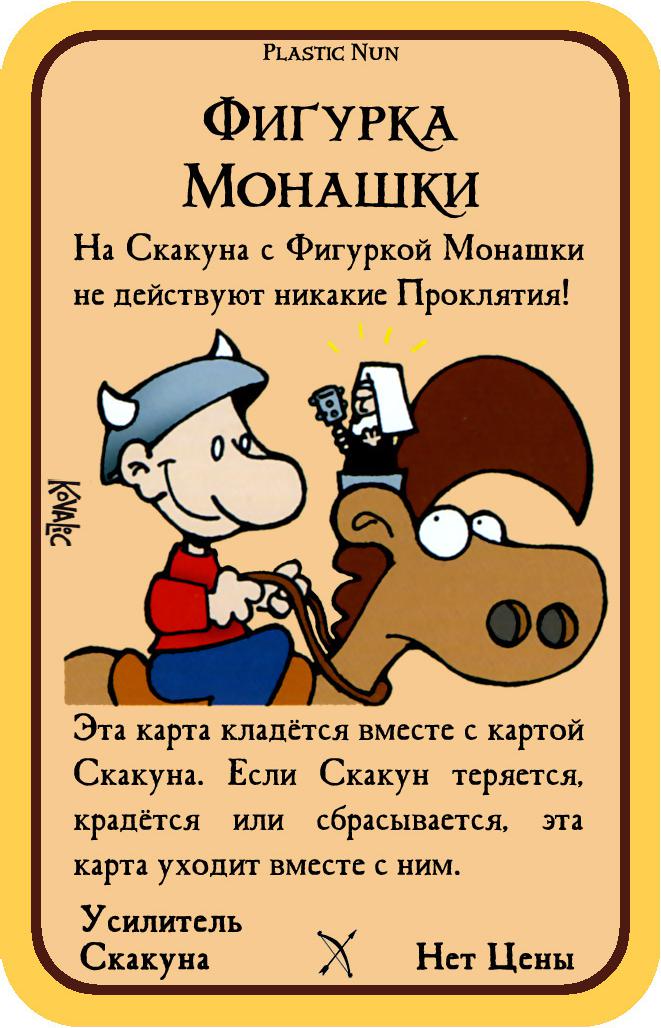 Plastic Nun
Фигурка
Монашки
На Скакуна с Фигуркой Монашки
не действуют никакие Проклятия!
Kovalic
Эта карта кладётся вместе с картой
Скакуна. Если Скакун теряется,
крадётся или сбрасывается, эта
карта уходит вместе с ним.
Усилитель
Скакуна
Нет Цены